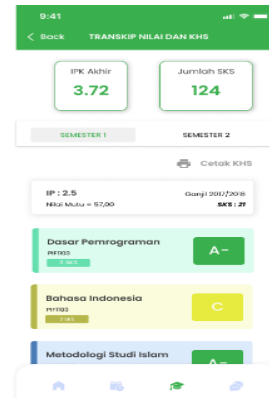 9:41
Back TRANSKIP NILAI DAN KHS
IPK Akhir
3.72
Jumlah SKS
124
SEMESTER 1
SEMESTER 2
Cetak KHS
IP : 2.5
Ganjil 2017/2018
Nilai Mutu = 57,00
SKS : 21
Dasar Pemrograman
A-
Bahasa Indonesia
C
Metodologi Studi Islam
A-